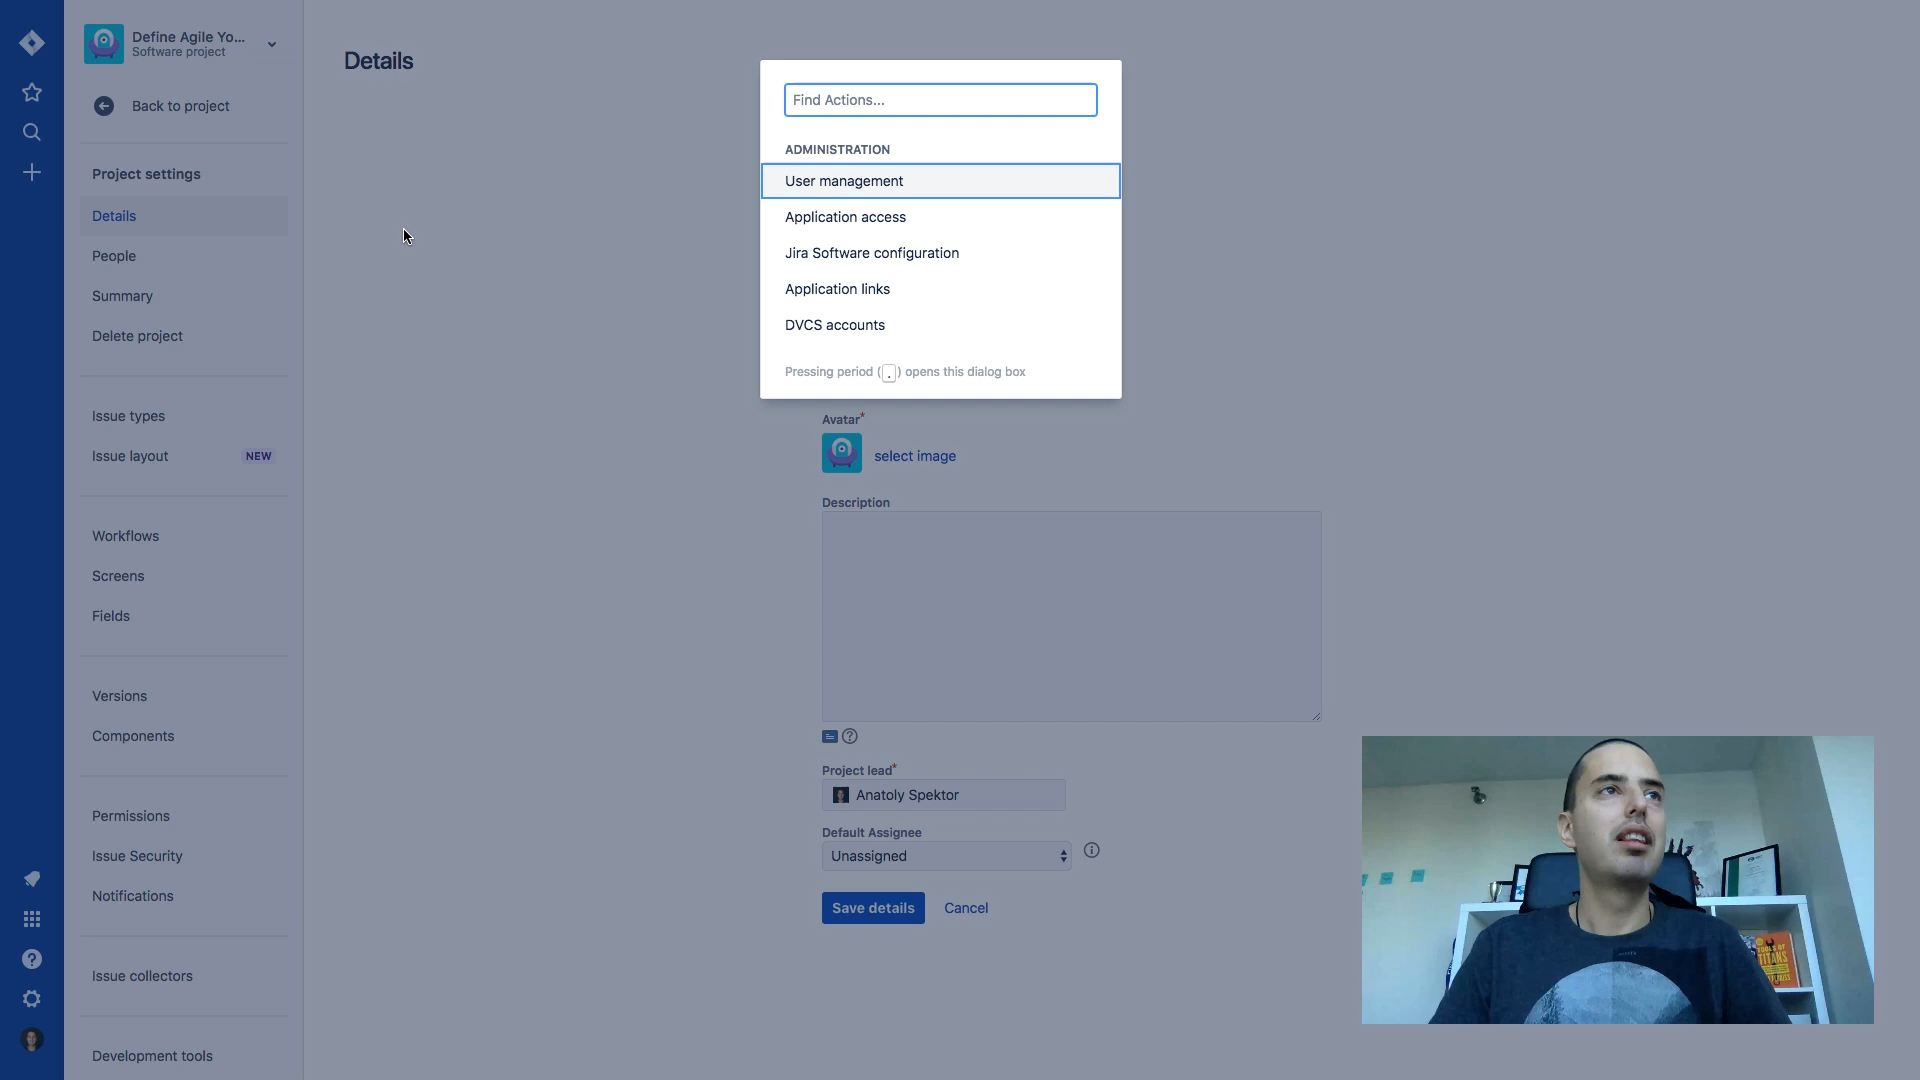 Define Agile Yo...
Software project
Back to project
Project settings
Details
People
Summary
Delete project
Issue types
Issue layout NEW
Workflows
Screens
Fields
Versions
Components
Permissions
Issue Security
Notifications
Issue collectors
Development tools
Details
Find Actions...
ADMINISTRATION
User management
Application access
Jira Software configuration
Application links
DVCS accounts
Pressing period ( . ) opens this dialog box
Avatar*
select image
Description
Project lead*
Anatoly Spektor
Default Assignee
Unassigned
Save details Cancel
TOOLS OF
TITANS